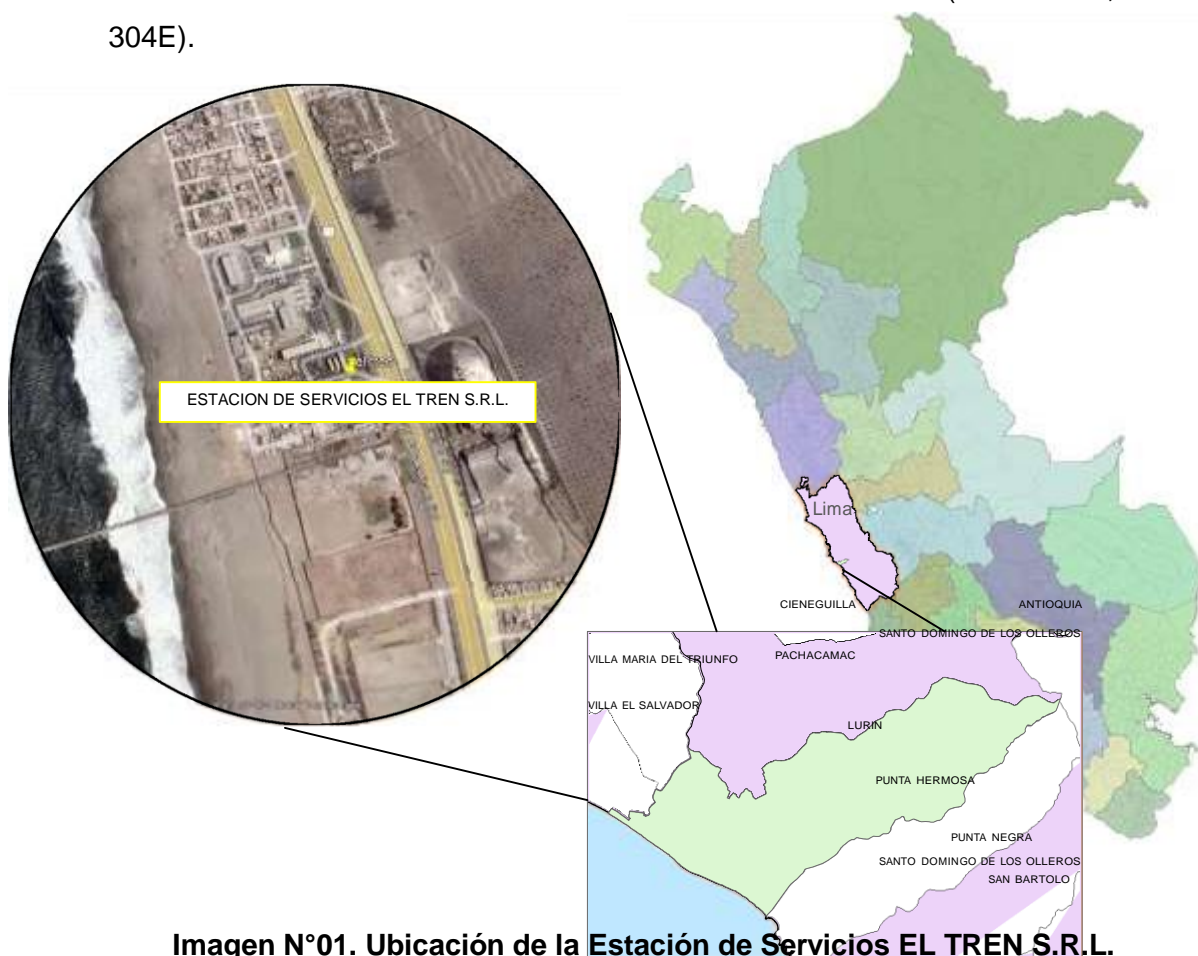 304E).
ESTACION DE SERVICIOS EL TREN S.R.L.
Lima
CIENEGUILLA
ANTIOQUIA
SANTO DOMINGO DE LOS OLLEROS
VILLA MARIA DEL TRIUNFO
PACHACAMAC
VILLA EL SALVADOR
LURIN
PUNTA HERMOSA
PUNTA NEGRA
SANTO DOMINGO DE LOS OLLEROS
SAN BARTOLO
Imagen N°01. Ubicación de la Estación de Servicios EL TREN S.R.L.